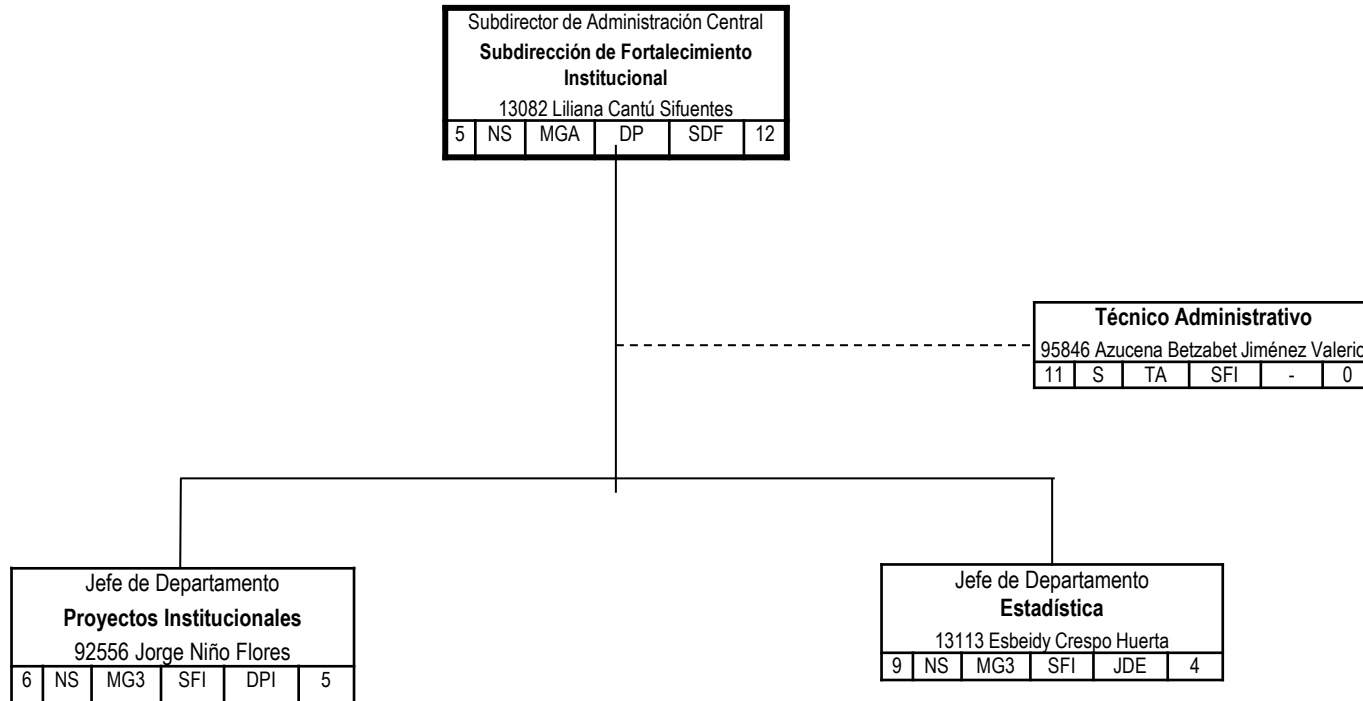 Subdirector de Administración Central
Subdirección de Fortalecimiento
Institucional
13082 Liliana Cantú Sifuentes
5 NS MGA DP SDF 12
Técnico Administrativo
95846 Azucena Betzabet Jiménez Valerio
11 S TA SFI - 0
Jefe de Departamento
Proyectos Institucionales
92556 Jorge Niño Flores
6 NS MG3 SFI DPI 5
Jefe de Departamento
Estadística
13113 Esbeidy Crespo Huerta
9 NS MG3 SFI JDE 4